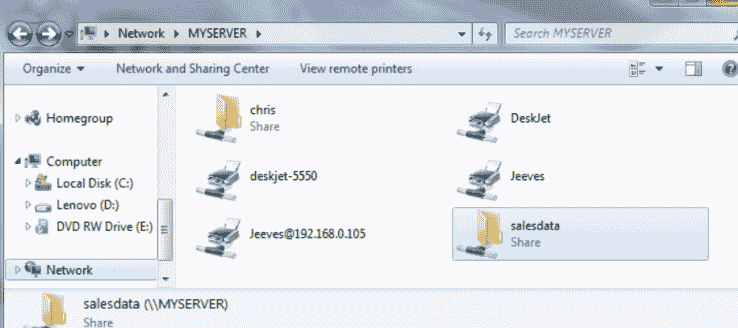 Network MYSERVER Search MYSERVER
Organize Network and Sharing Center View remote printers
Homegroup
Computer
Local Disk (C:)
Lenovo (D:)
DVD RW Drive (E:)
Network
chris
Share
DeskJet
deskjet-5550
Jeeves
Jeeves@192.168.0.105
salesdata
Share
salesdata (\\MYSERVER)
Share